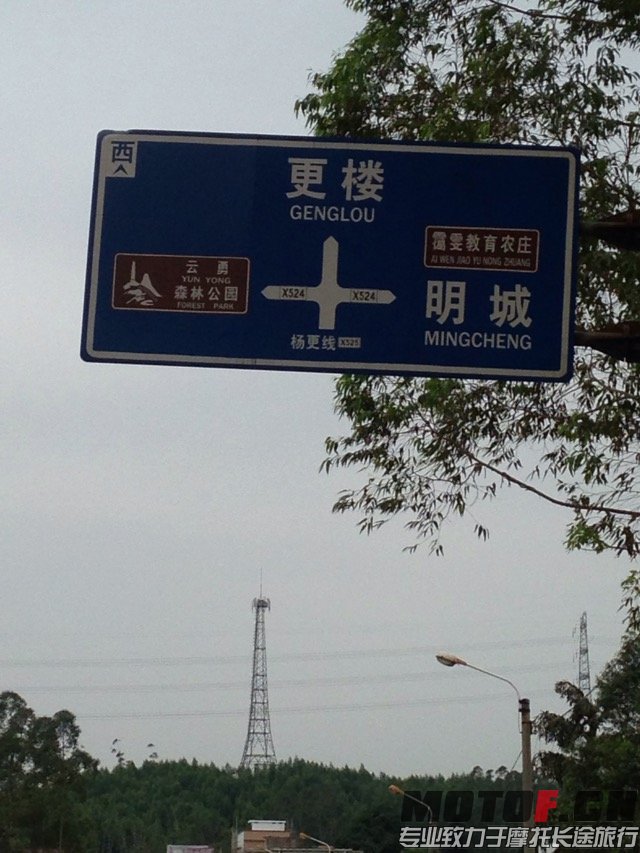 西
更楼
GENGLOU
云勇
YUN YONG
森林公园
FOREST PARK
X524
X524
霭雯教育农庄
AI WEN JIAO YU NONG ZHUANG
明城
MINGCHENG
杨更线 X525
MOTOF.CN
专业致力于摩托长途旅行